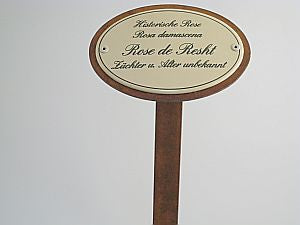 Historische Rose
Rosa damascena
Rose de Resht
Züchter u. Alter unbekannt